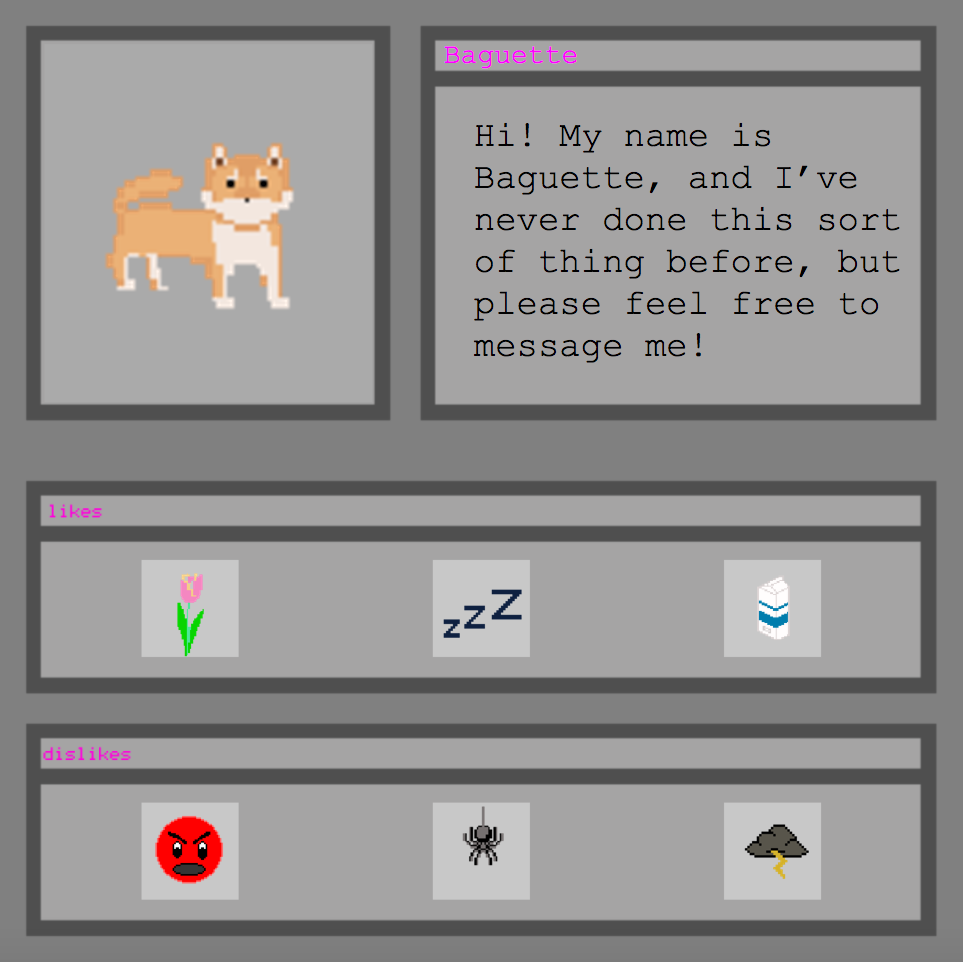 Baguette
Hi! My name is
Baguette, and I’ve
never done this sort
of thing before, but
please feel free to
message me!
likes
zzZ
dislikes